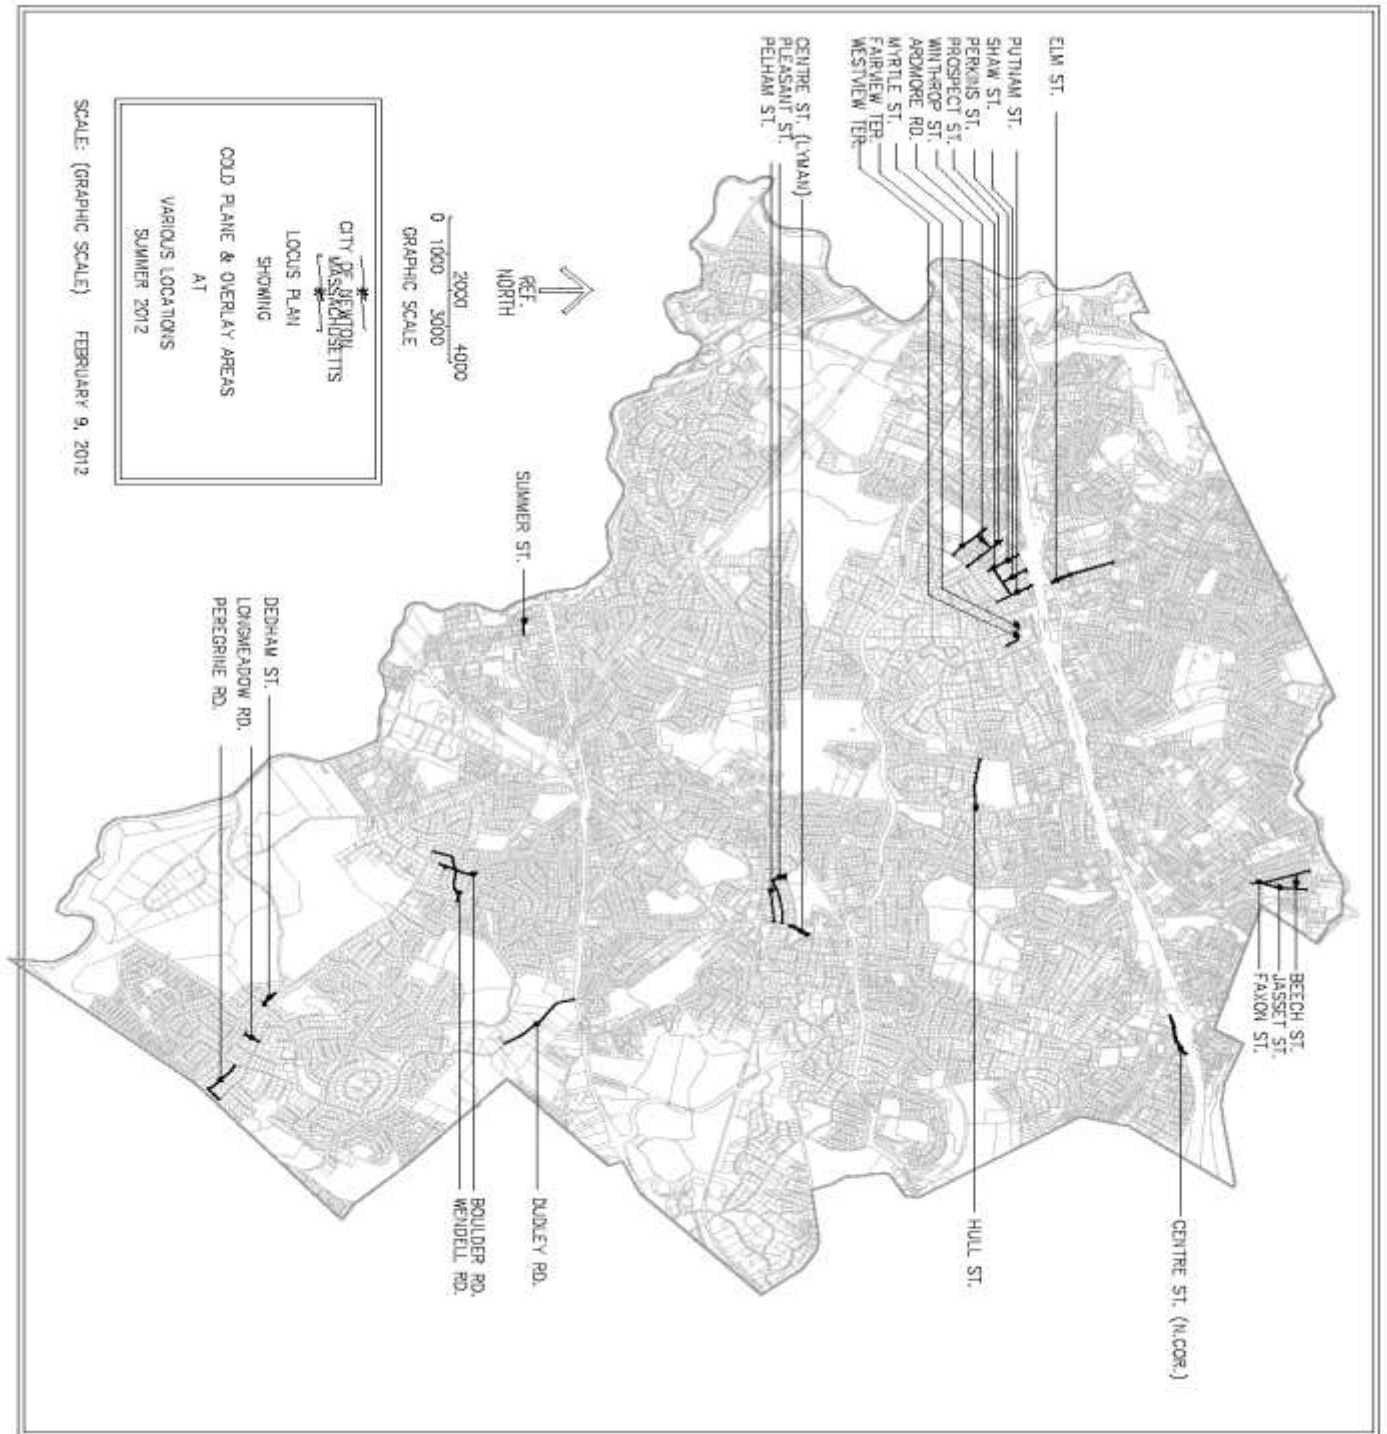 ELM ST.
PUTNAM ST.
SHAW ST.
PERKINS ST.
PROSPECT ST.
WINTHROP ST.
ARDMORE RD.
MYRTLE ST.
FAIRVIEW TER.
WESTVIEW TER.
CENTRE ST. (LYMAN)
PLEASANT ST.
PELHAM ST.
REF.
NORTH
0 1000 2000 3000 4000
GRAPHIC SCALE
CITY OF NEWTON
MASSACHUSETTS
LOCUS PLAN
SHOWING
COLD PLANE & OVERLAY AREAS
AT
VARIOUS LOCATIONS
SUMMER 2012
SCALE: (GRAPHIC SCALE) FEBRUARY 9, 2012
SUMMER ST.
DEDHAM ST.
LONGMEADOW RD.
PEREGRINE RD.
BEECH ST.
JASSET ST.
FAXON ST.
CENTRE ST. (N.COR.)
HULL ST.
DUDLEY RD.
BOULDER RD.
WENDELL RD.